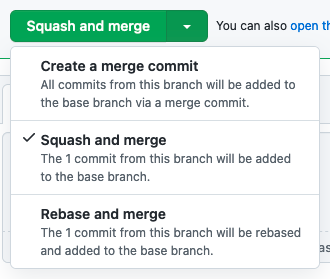 Squash and merge
You can also open th
Create a merge commit
All commits from this branch will be added to
the base branch via a merge commit.
Squash and merge
The 1 commit from this branch will be added
to the base branch.
Rebase and merge
The 1 commit from this branch will be rebased
and added to the base branch.